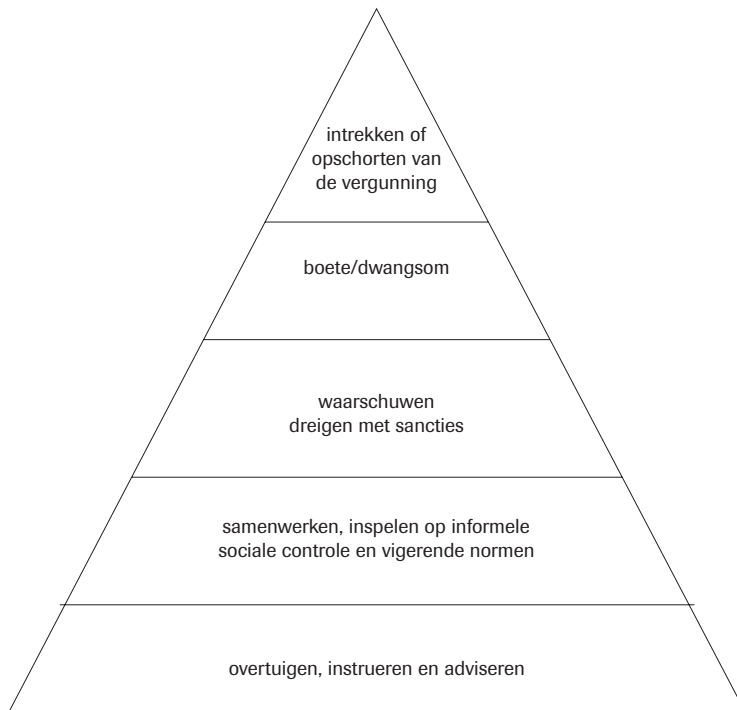 intrekken of
opschorten van
de vergunning
boete/dwangsom
waarschuwen
dreigen met sancties
samenwerken, inspelen op informele
sociale controle en vigerende normen
overtuigen, instrueren en adviseren